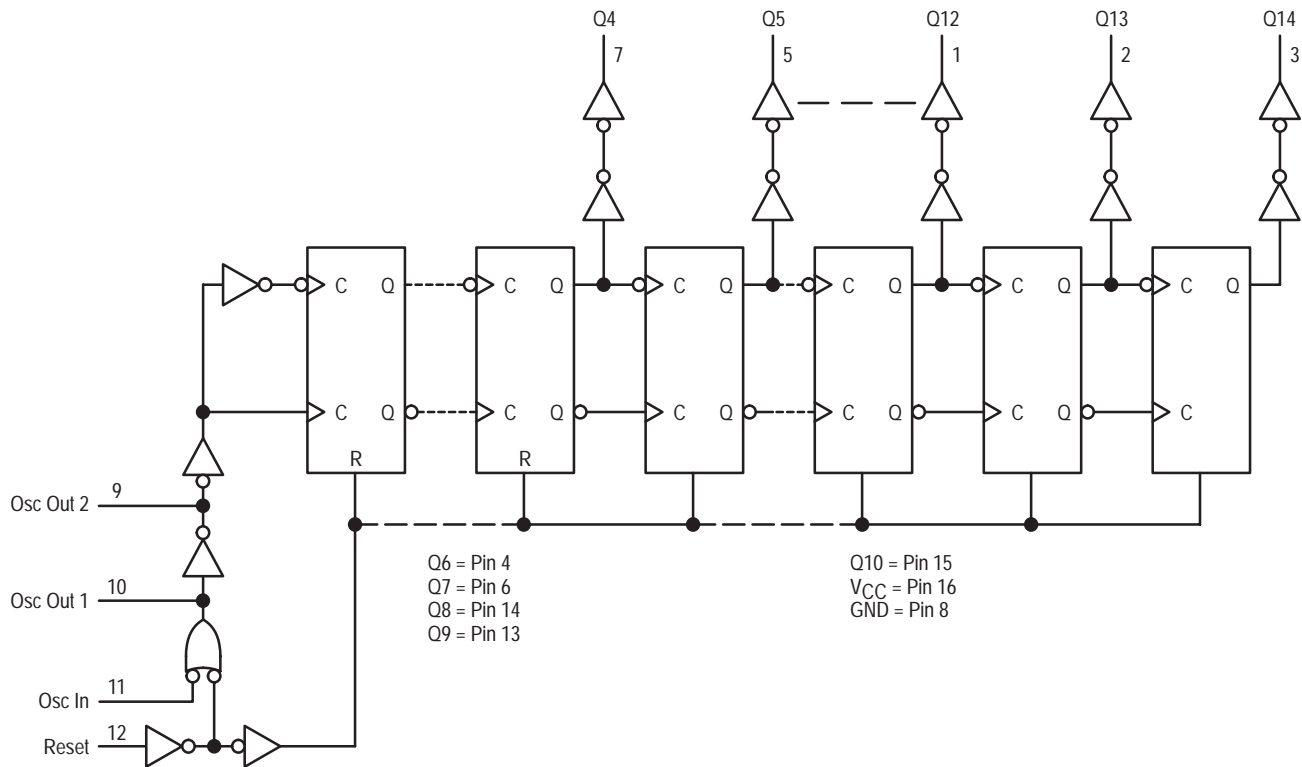 Q4 Q5 Q12 Q13 Q14
7 5 1 2 3
C Q C Q C Q C Q C Q C Q
C Q C Q C Q C Q C Q C
R R
Osc Out 2 9
Osc Out 1 10
Osc In 11
Reset 12
Q6 = Pin 4
Q7 = Pin 6
Q8 = Pin 14
Q9 = Pin 13
Q10 = Pin 15
VCC = Pin 16
GND = Pin 8